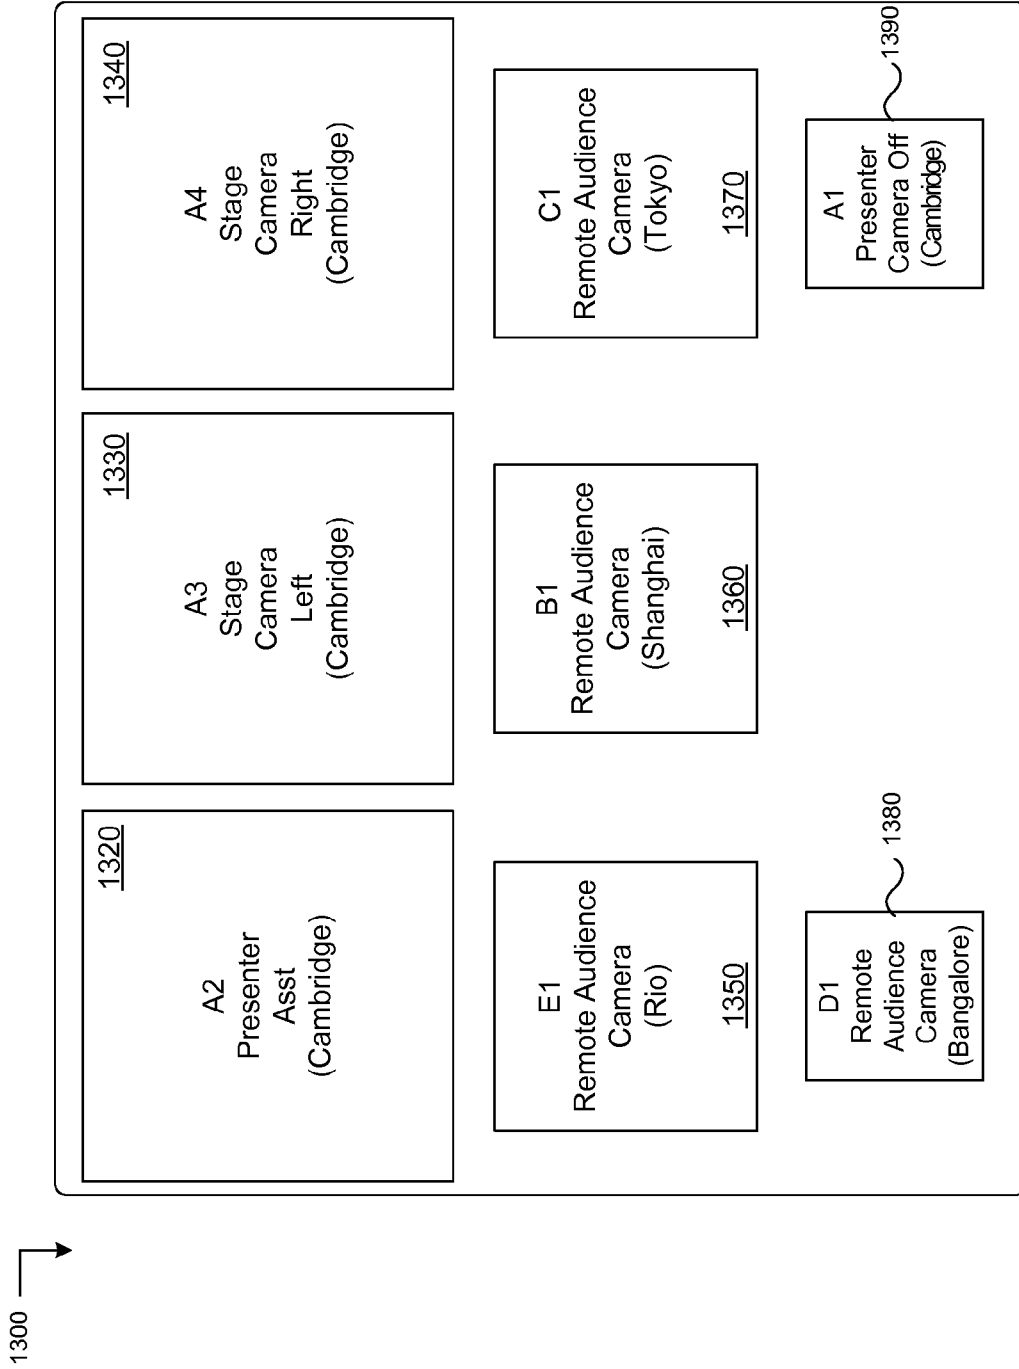 1300
1320
A2
Presenter
Asst
(Cambridge)
1330
A3
Stage
Camera
Left
(Cambridge)
1340
A4
Stage
Camera
Right
(Cambridge)
E1
Remote Audience
Camera
(Rio)
1350
B1
Remote Audience
Camera
(Shanghai)
1360
C1
Remote Audience
Camera
(Tokyo)
1370
D1
Remote
Audience
Camera
(Bangalore)
1380
A1
Presenter
Camera Off
(Cambridge)
1390